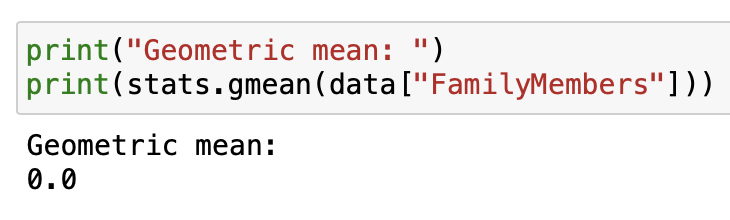 print("Geometric mean: ")
print(stats.gmean(data["FamilyMembers"]))
Geometric mean:
0.0